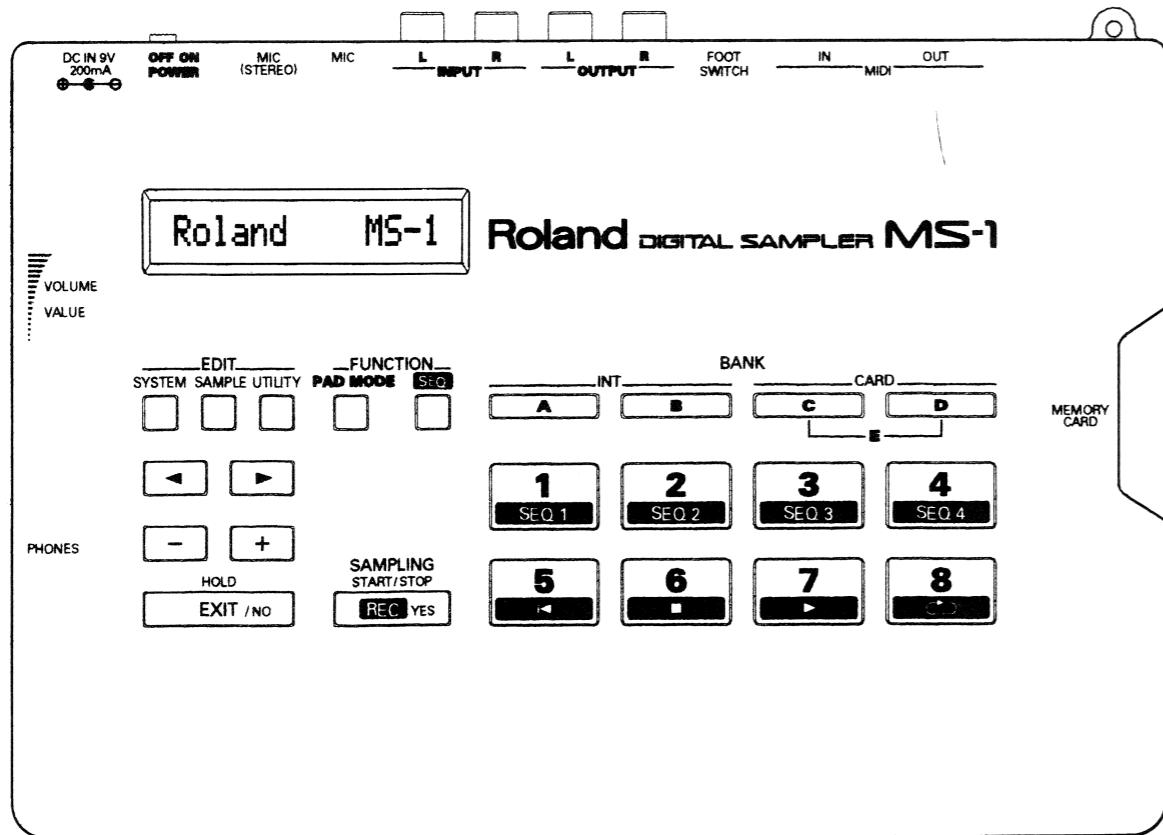 DC IN 9V
200mA
OFF ON
POWER
MIC
(STEREO)
MIC
L R
INPUT
L R
OUTPUT
FOOT
SWITCH
IN OUT
MIDI
Roland MS-1
Roland DIGITAL SAMPLER MS-1
VOLUME
VALUE
EDIT
SYSTEM SAMPLE UTILITY
FUNCTION
PAD MODE SEQ
BANK
INT CARD
A B C D
E
MEMORY
CARD
1 2 3 4
SEQ 1 SEQ 2 SEQ 3 SEQ 4
PHONES
- +
HOLD
EXIT / NO
SAMPLING
START/STOP
REC YES
5 6 7 8